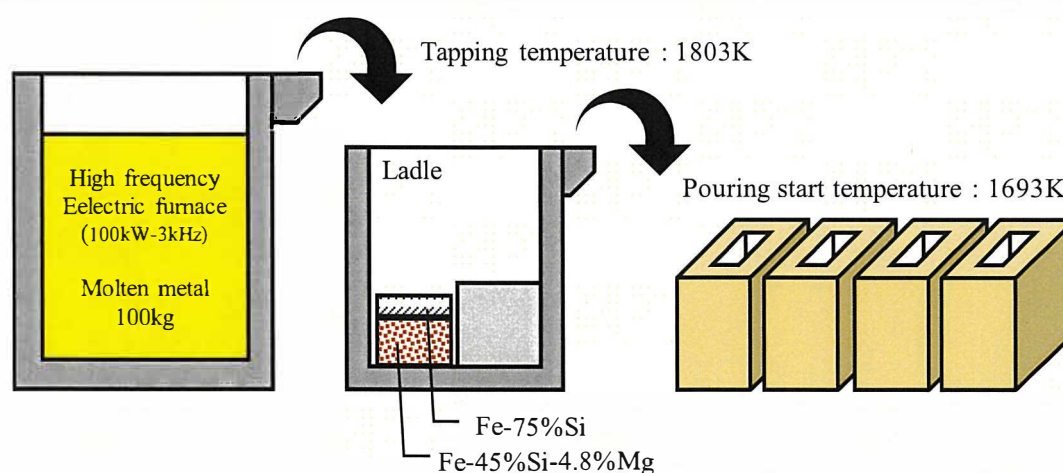 Tapping temperature : 1803K
High frequency
Eelectric furnace
(100kW-3kHz)
Molten metal
100kg
Ladle
Pouring start temperature : 1693K
Fe-75%Si
Fe-45%Si-4.8%Mg